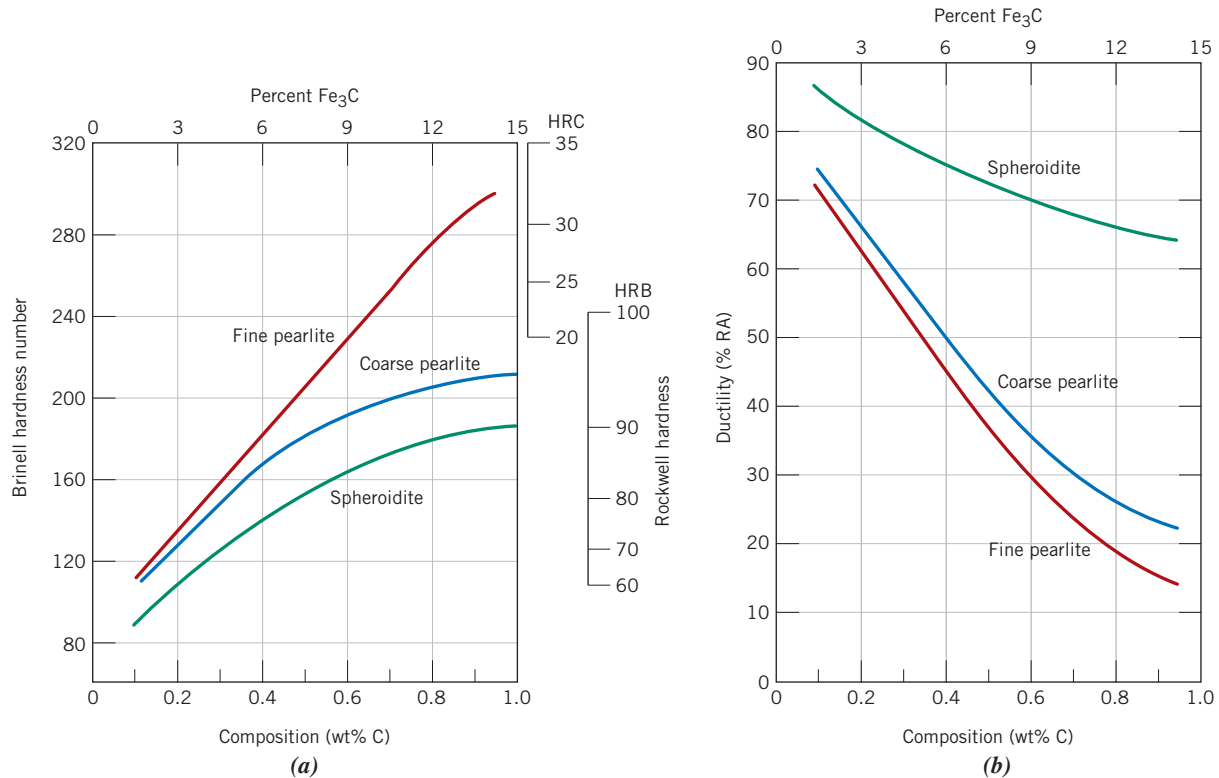 Percent Fe3C
0 3 6 9 12 15
HRC
35
30
25
20
HRB
100
90
80
70
60
Rockwell hardness
320
280
240
200
160
120
80
Brinell hardness number
Fine pearlite
Coarse pearlite
Spheroidite
0 0.2 0.4 0.6 0.8 1.0
Composition (wt% C)
(a)
Percent Fe3C
0 3 6 9 12 15
90
80
70
60
50
40
30
20
10
0
Ductility (% RA)
Spheroidite
Coarse pearlite
Fine pearlite
0 0.2 0.4 0.6 0.8 1.0
Composition (wt% C)
(b)